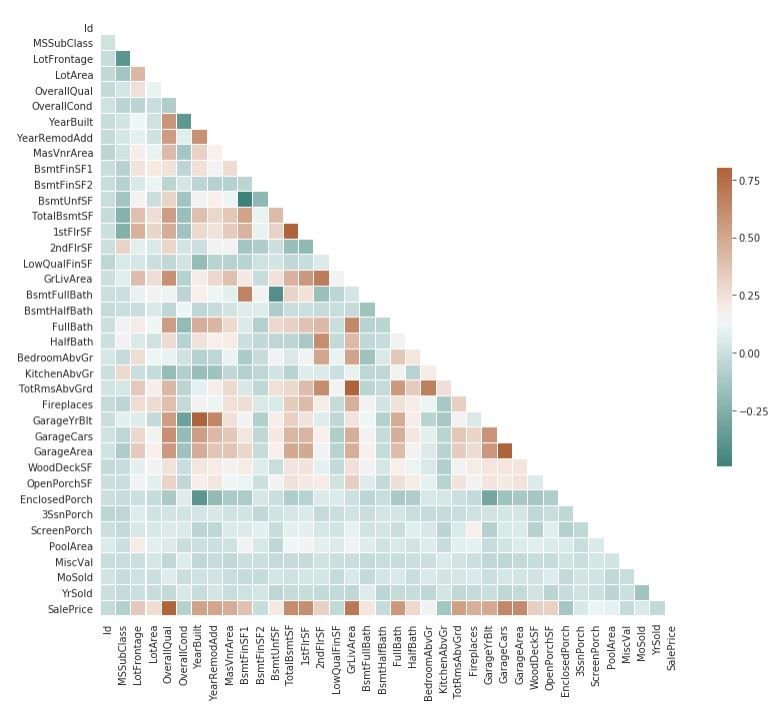 Id
MSSubClass
LotFrontage
LotArea
OverallQual
OverallCond
YearBuilt
YearRemodAdd
MasVnrArea
BsmtFinSF1
BsmtFinSF2
BsmtUnfSF
TotalBsmtSF
1stFlrSF
2ndFlrSF
LowQualFinSF
GrLivArea
BsmtFullBath
BsmtHalfBath
FullBath
HalfBath
BedroomAbvGr
KitchenAbvGr
TotRmsAbvGrd
Fireplaces
GarageYrBlt
GarageCars
GarageArea
WoodDeckSF
OpenPorchSF
EnclosedPorch
3SsnPorch
ScreenPorch
PoolArea
MiscVal
MoSold
YrSold
SalePrice
Id
MSSubClass
LotFrontage
LotArea
OverallQual
OverallCond
YearBuilt
YearRemodAdd
MasVnrArea
BsmtFinSF1
BsmtFinSF2
BsmtUnfSF
TotalBsmtSF
1stFlrSF
2ndFlrSF
LowQualFinSF
GrLivArea
BsmtFullBath
BsmtHalfBath
FullBath
HalfBath
BedroomAbvGr
KitchenAbvGr
TotRmsAbvGrd
Fireplaces
GarageYrBlt
GarageCars
GarageArea
WoodDeckSF
OpenPorchSF
EnclosedPorch
3SsnPorch
ScreenPorch
PoolArea
MiscVal
MoSold
YrSold
SalePrice
0.75
0.50
0.25
0.00
−0.25